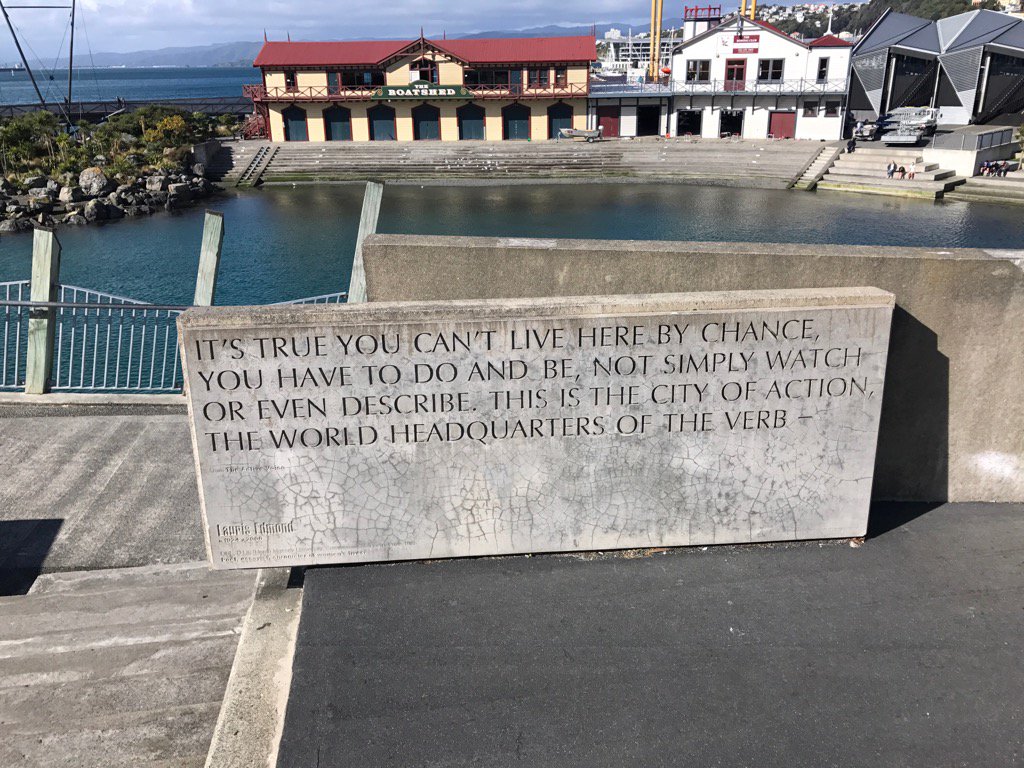 THE
BOATSHED
IT'S TRUE YOU CAN'T LIVE HERE BY CHANCE,
YOU HAVE TO DO AND BE, NOT SIMPLY WATCH
OR EVEN DESCRIBE. THIS IS THE CITY OF ACTION,
THE WORLD HEADQUARTERS OF THE VERB –
Lauris Edmond